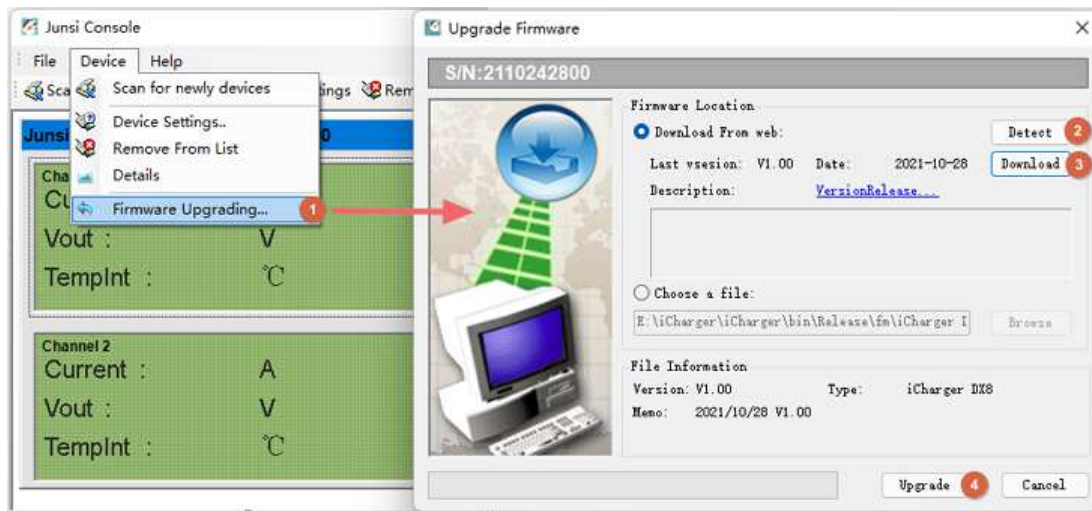 Junsi Console
File Device Help
Sca ings Rem
Scan for newly devices
Device Settings..
Remove From List
Details
Firmware Upgrading... 1
Junsi 0
Cha
Cu
Vout : V
TempInt : ℃
Channel 2
Current : A
Vout : V
TempInt : ℃
Upgrade Firmware
S/N:2110242800
Firmware Location
Download From web: Detect 2
Last vsesion: V1.00 Date: 2021-10-28 Download 3
Description: VersionRelease...
Choose a file:
E:\iCharger\iCharger\bin\Release\fm\iCharger I Browse
File Information
Version: V1.00 Type: iCharger DX8
Memo: 2021/10/28 V1.00
Upgrade 4 Cancel